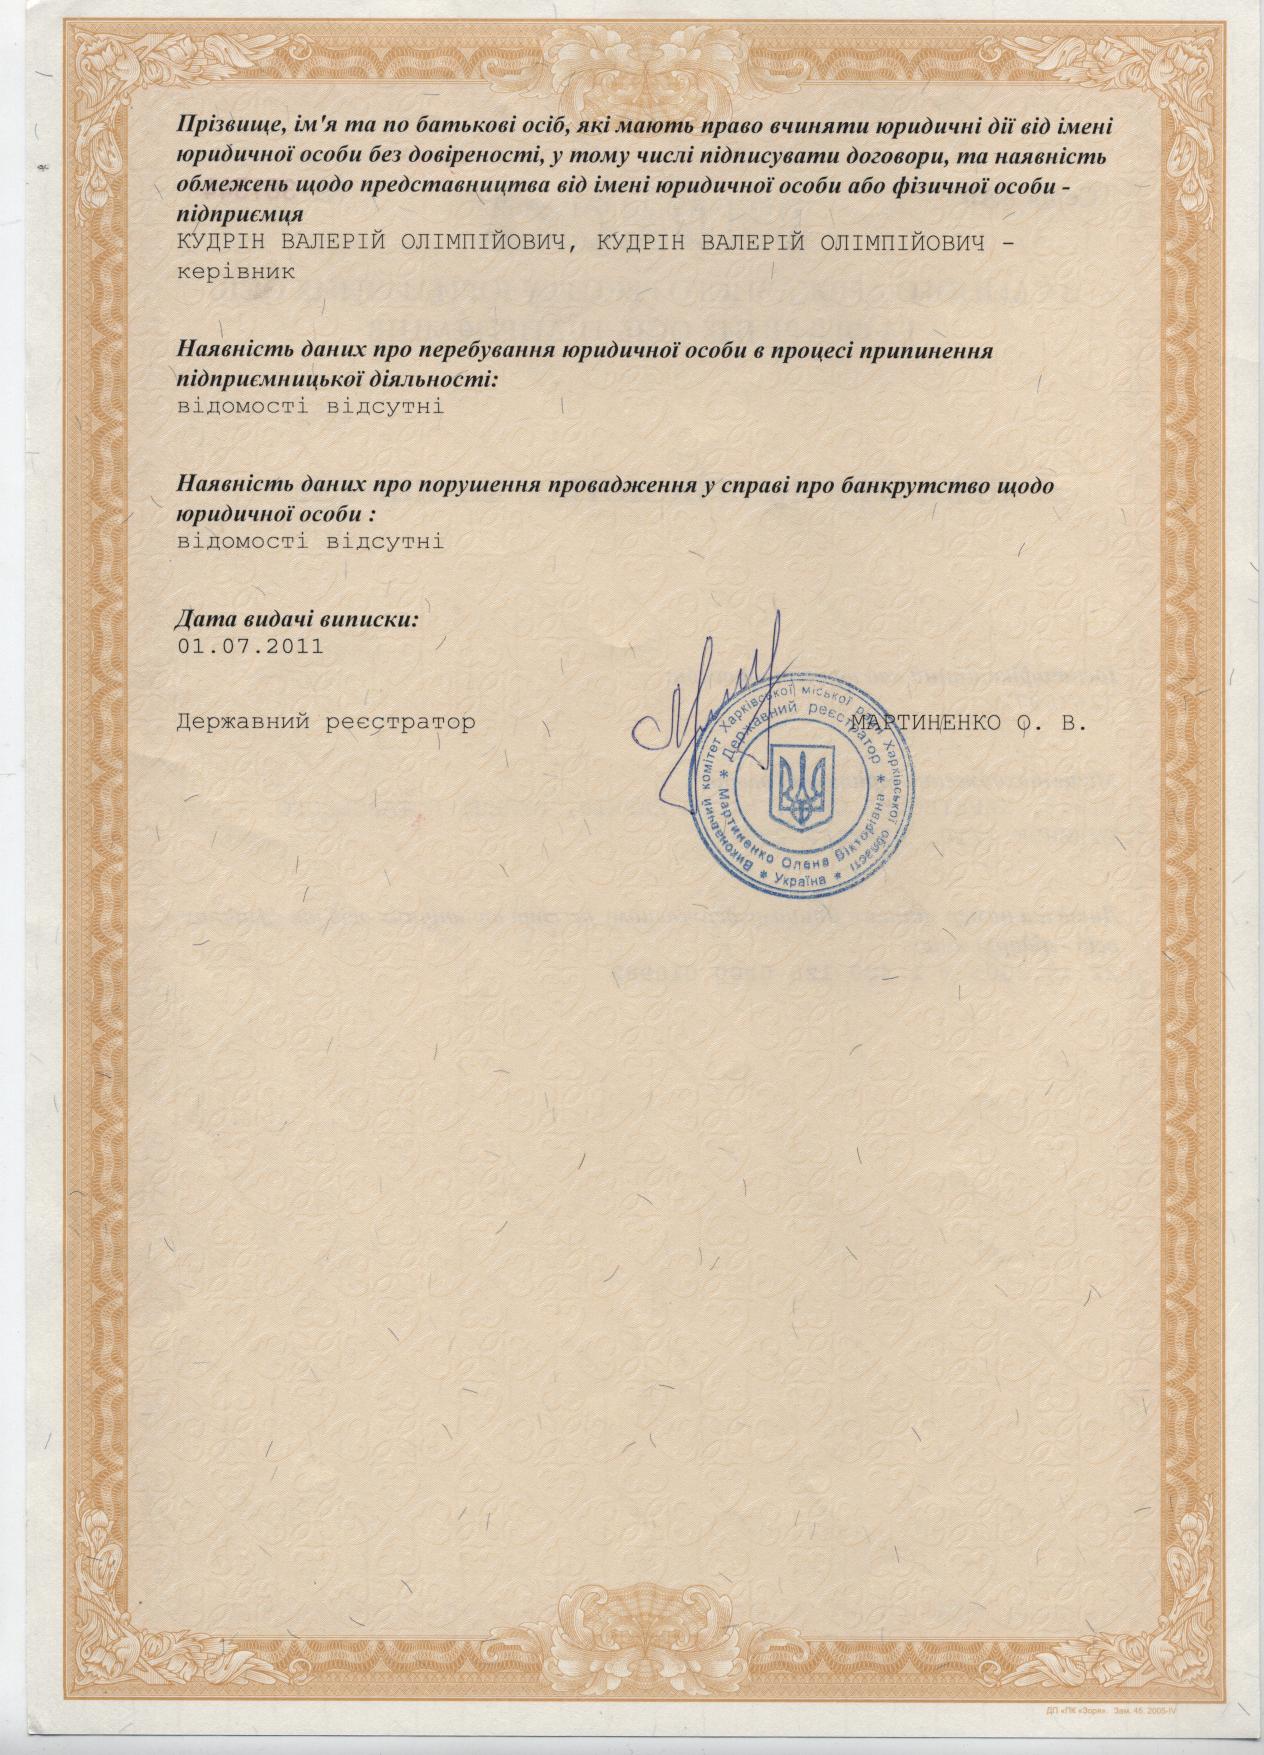 Прізвище, ім'я та по батькові осіб, які мають право вчиняти юридичні дії від імені
юридичної особи без довіреності, у тому числі підписувати договори, та наявність
обмежень щодо представництва від імені юридичної особи або фізичної особи -
підприємця
КУДРІН ВАЛЕРІЙ ОЛІМПІЙОВИЧ, КУДРІН ВАЛЕРІЙ ОЛІМПІЙОВИЧ -
керівник
Наявність даних про перебування юридичної особи в процесі припинення
підприємницької діяльності:
відомості відсутні
Наявність даних про порушення провадження у справі про банкрутство щодо
юридичної особи :
відомості відсутні
Дата видачі виписки:
01.07.2011
Державний реєстратор
МАРТИНЕНКО О. В.
Виконавчий комітет Харківської міської ради Харківської області
* Україна *
* Державний реєстратор *
Мартиненко Олена Вікторівна
ДП «ПК «Зоря». Зам. 45. 2005-IV